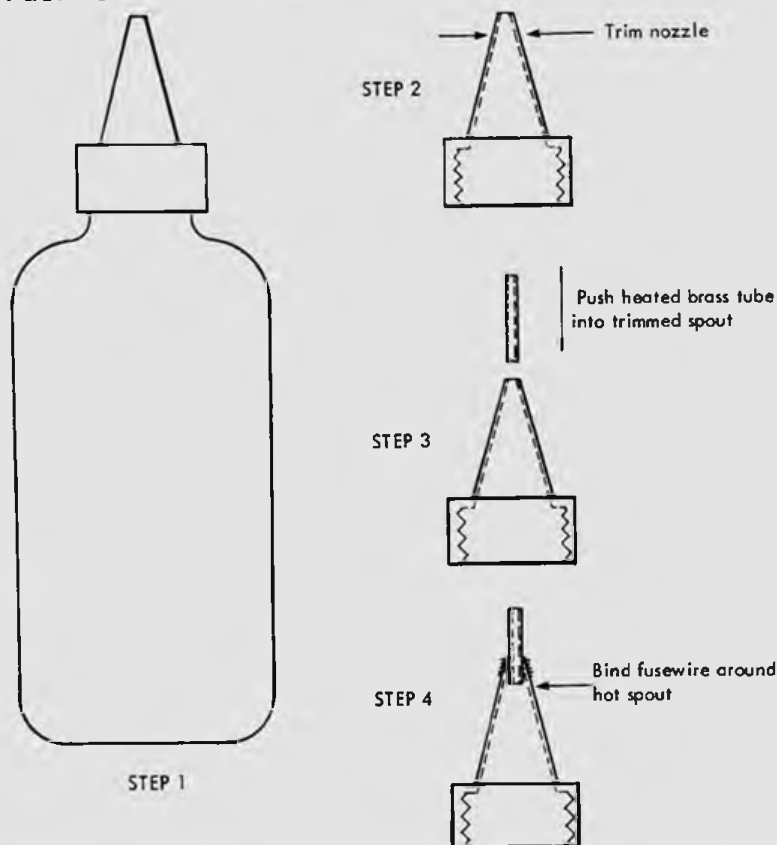 STEP 1
STEP 2
Trim nozzle
STEP 3
Push heated brass tube
into trimmed spout
STEP 4
Bind fusewire around
hot spout